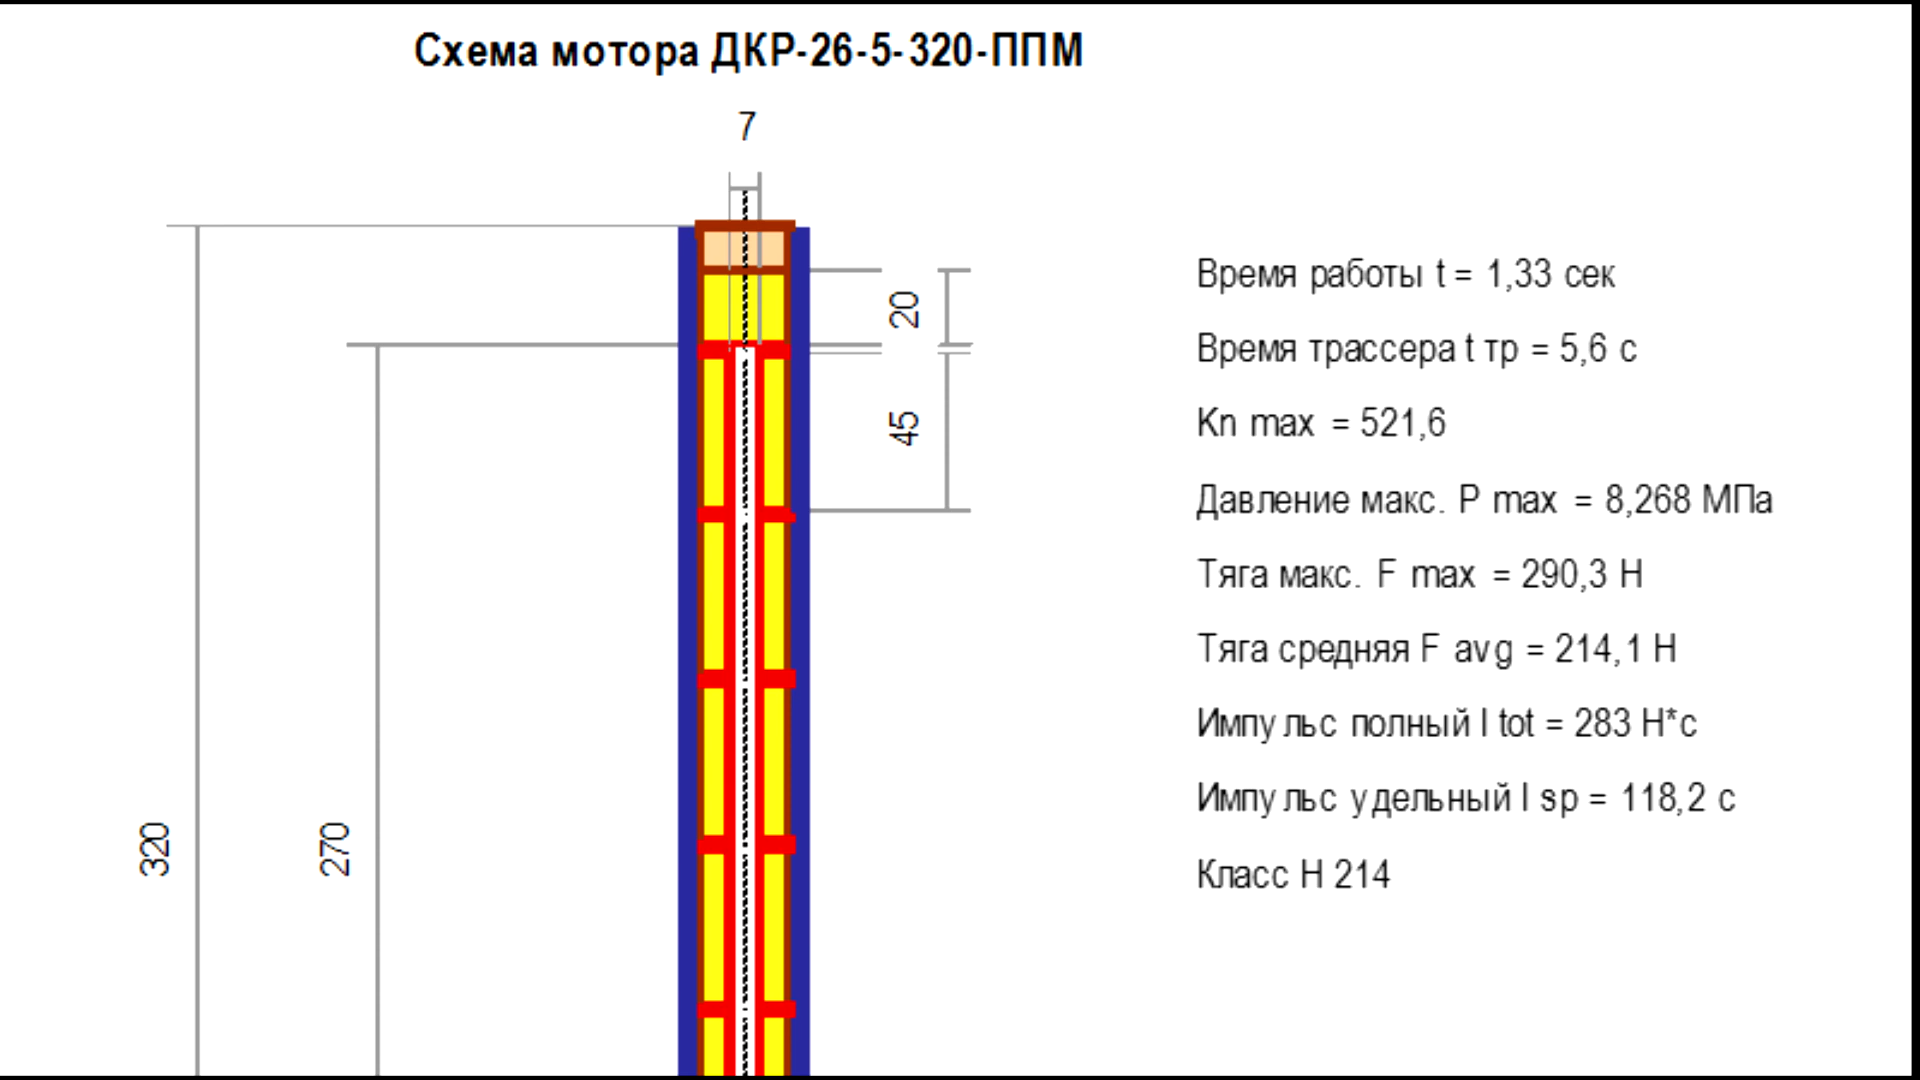 Схема мотора ДКР-26-5-320-ППМ
7
20
45
320
270
Время работы t = 1,33 сек
Время трассера t тр = 5,6 с
Kn max = 521,6
Давление макс. P max = 8,268 МПа
Тяга макс. F max = 290,3 Н
Тяга средняя F avg = 214,1 Н
Импульс полный I tot = 283 Н*с
Импульс удельный I sp = 118,2 с
Класс H 214